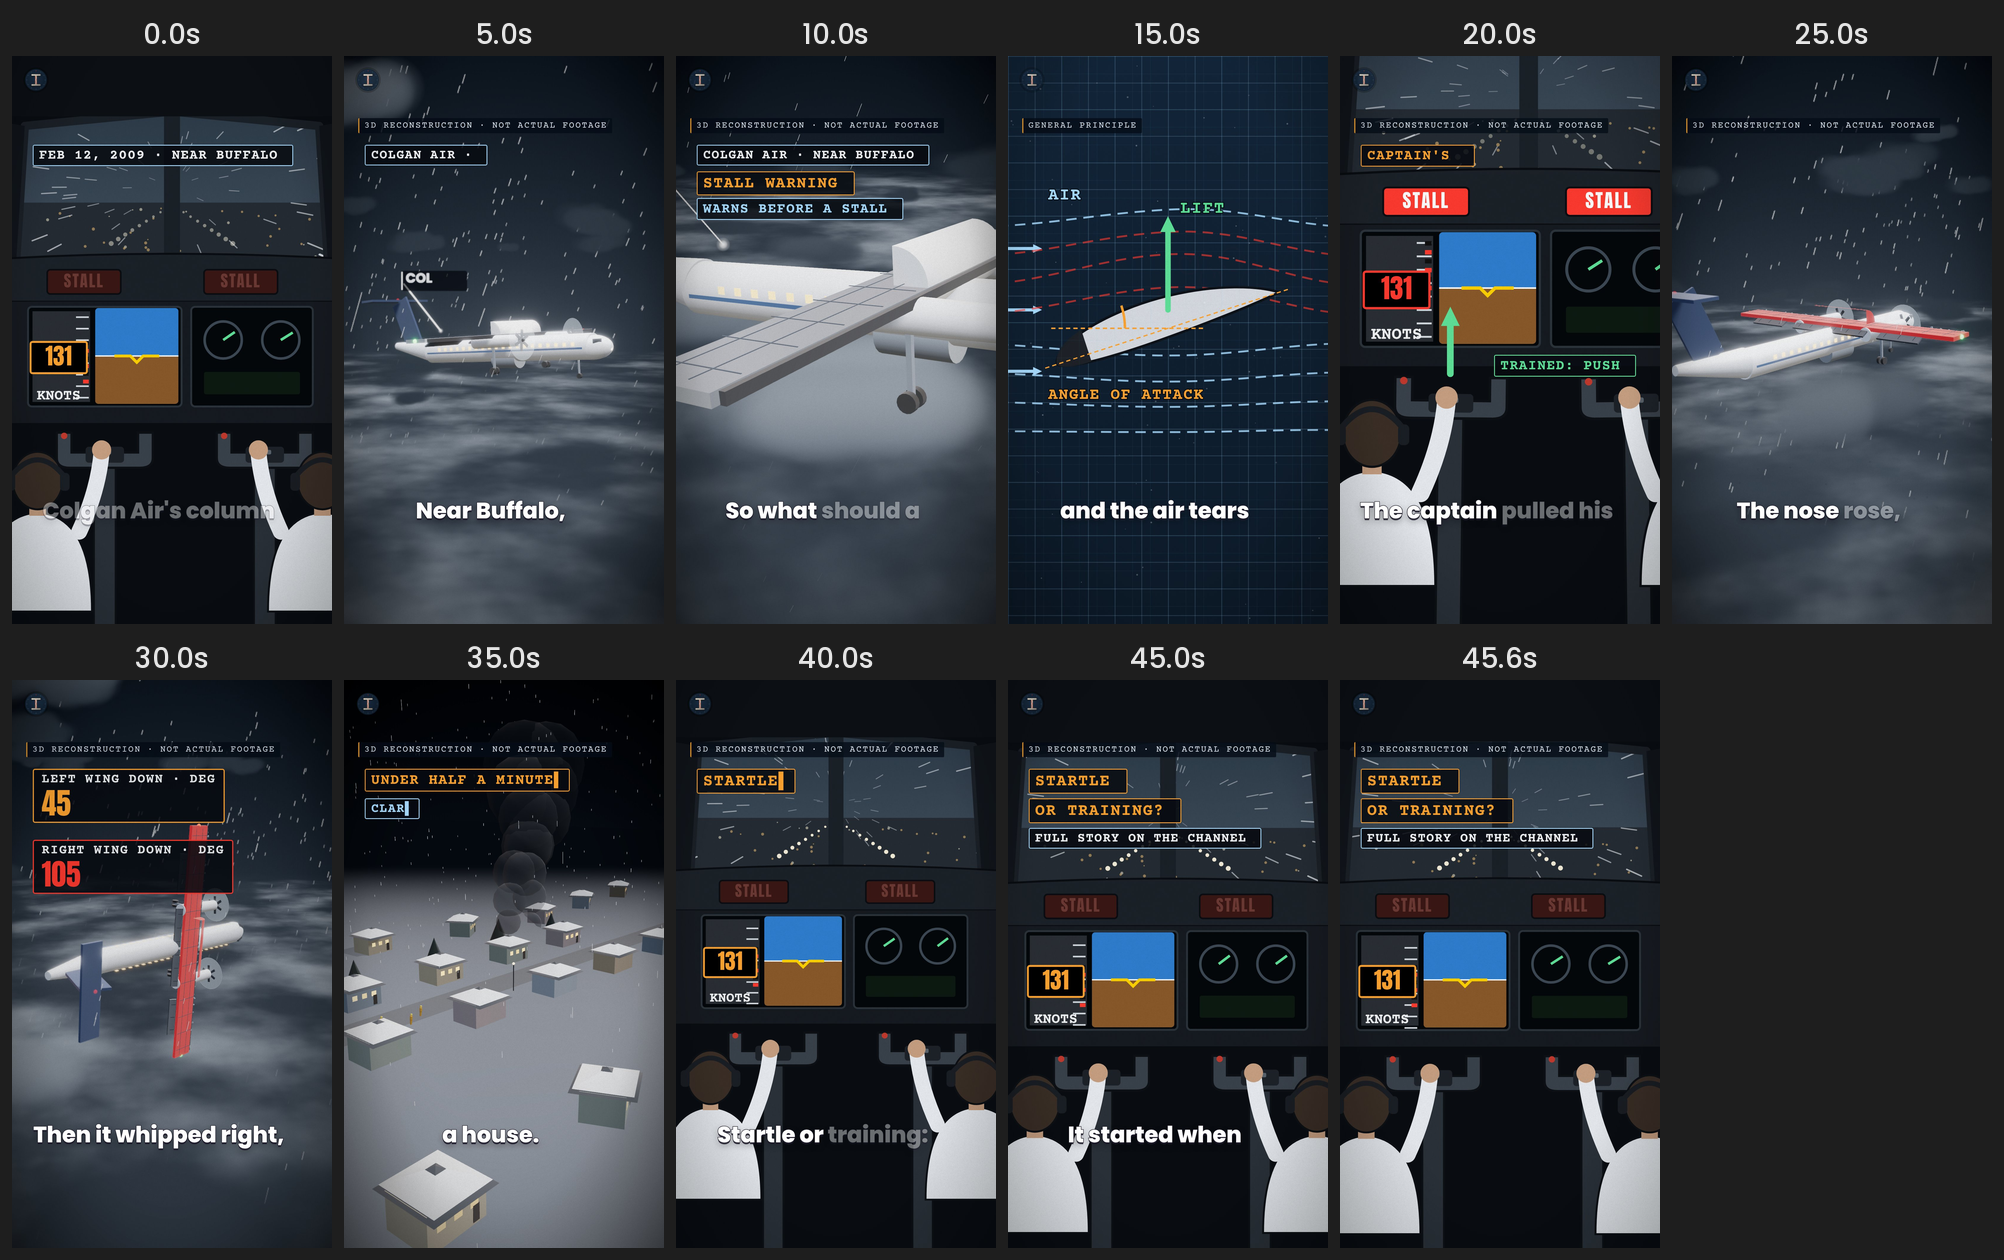 0.0s
5.0s
10.0s
15.0s
20.0s
25.0s
FEB 12, 2009 · NEAR BUFFALO
STALL
STALL
131
KNOTS
Colgan Air's column
3D RECONSTRUCTION · NOT ACTUAL FOOTAGE
COLGAN AIR ·
COL
Near Buffalo,
3D RECONSTRUCTION · NOT ACTUAL FOOTAGE
COLGAN AIR · NEAR BUFFALO
STALL WARNING
WARNS BEFORE A STALL
So what should a
GENERAL PRINCIPLE
AIR
LIFT
ANGLE OF ATTACK
and the air tears
3D RECONSTRUCTION · NOT ACTUAL FOOTAGE
CAPTAIN'S
STALL
STALL
131
KNOTS
TRAINED: PUSH
The captain pulled his
3D RECONSTRUCTION · NOT ACTUAL FOOTAGE
The nose rose,
30.0s
35.0s
40.0s
45.0s
45.6s
3D RECONSTRUCTION · NOT ACTUAL FOOTAGE
LEFT WING DOWN · DEG
45
RIGHT WING DOWN · DEG
105
Then it whipped right,
3D RECONSTRUCTION · NOT ACTUAL FOOTAGE
UNDER HALF A MINUTE
CLAR
a house.
3D RECONSTRUCTION · NOT ACTUAL FOOTAGE
STARTLE
STALL
STALL
131
KNOTS
Startle or training:
3D RECONSTRUCTION · NOT ACTUAL FOOTAGE
STARTLE
OR TRAINING?
FULL STORY ON THE CHANNEL
STALL
STALL
131
KNOTS
It started when
3D RECONSTRUCTION · NOT ACTUAL FOOTAGE
STARTLE
OR TRAINING?
FULL STORY ON THE CHANNEL
STALL
STALL
131
KNOTS